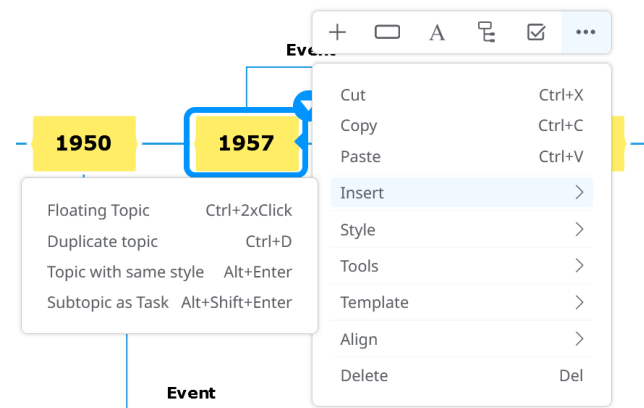 A
Event
Cut Ctrl+X
Copy Ctrl+C
Paste Ctrl+V
1950
1957
Insert
Floating Topic Ctrl+2xClick
Duplicate topic Ctrl+D
Topic with same style Alt+Enter
Subtopic as Task Alt+Shift+Enter
Style
Tools
Template
Align
Delete Del
Event